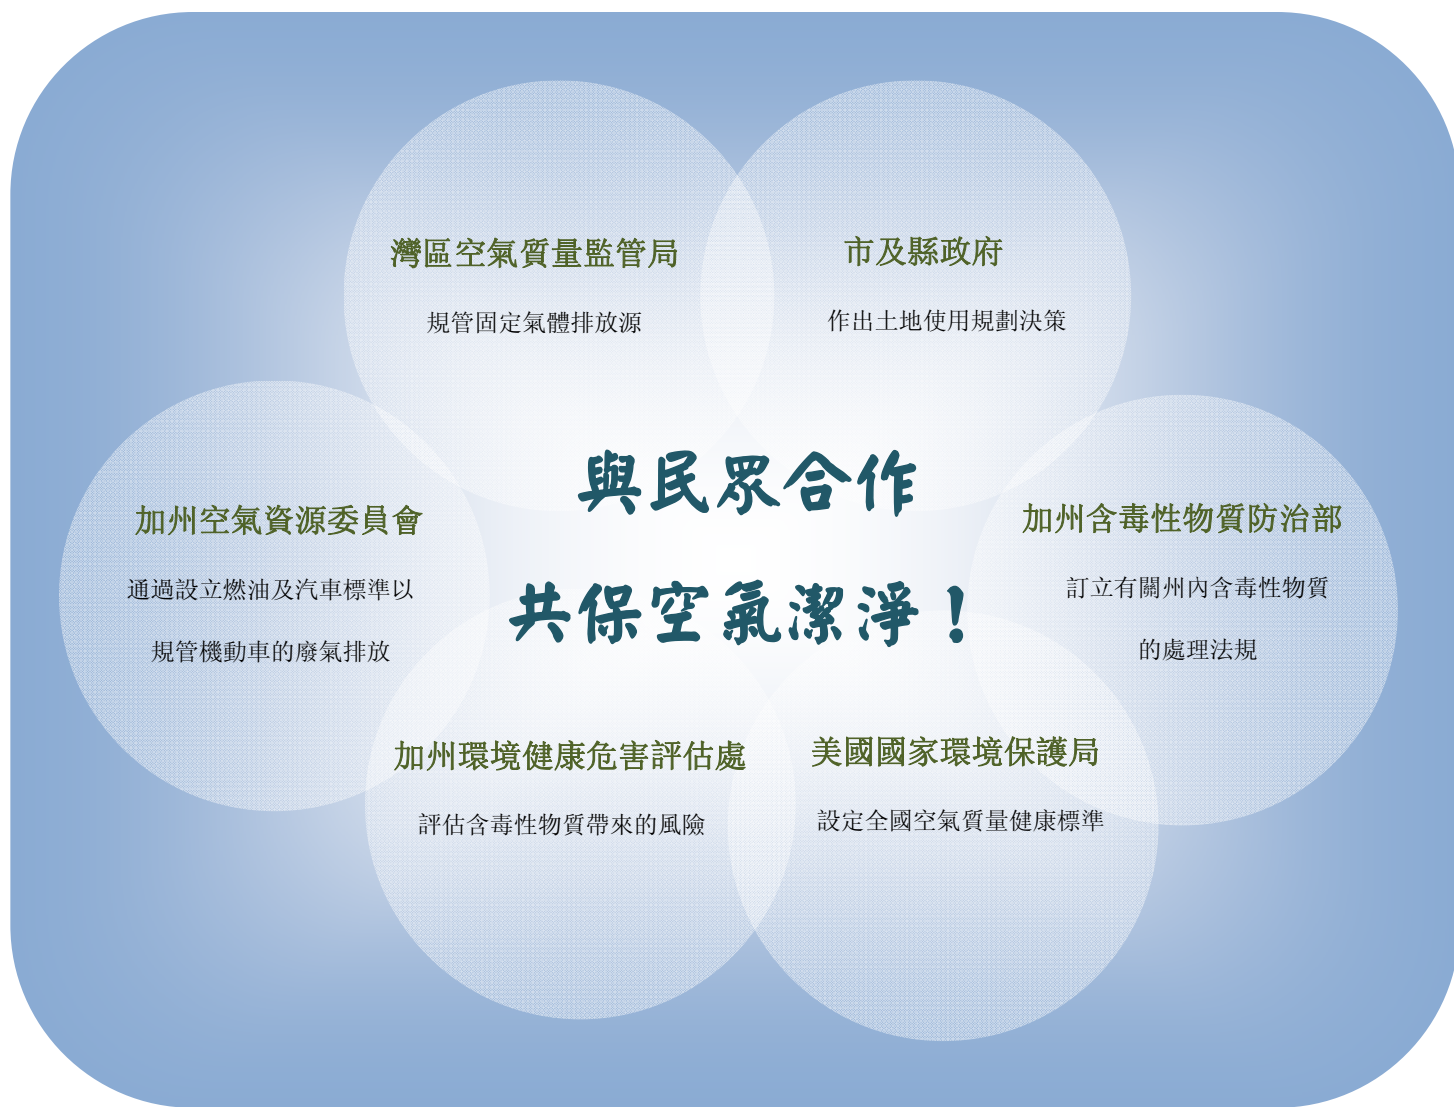 灣區空氣質量監管局
規管固定氣體排放源
市及縣政府
作出土地使用規劃決策
與民眾合作
共保空氣潔淨！
加州空氣資源委員會
通過設立燃油及汽車標準以
規管機動車的廢氣排放
加州含毒性物質防治部
訂立有關州內含毒性物質
的處理法規
加州環境健康危害評估處
評估含毒性物質帶來的風險
美國國家環境保護局
設定全國空氣質量健康標準